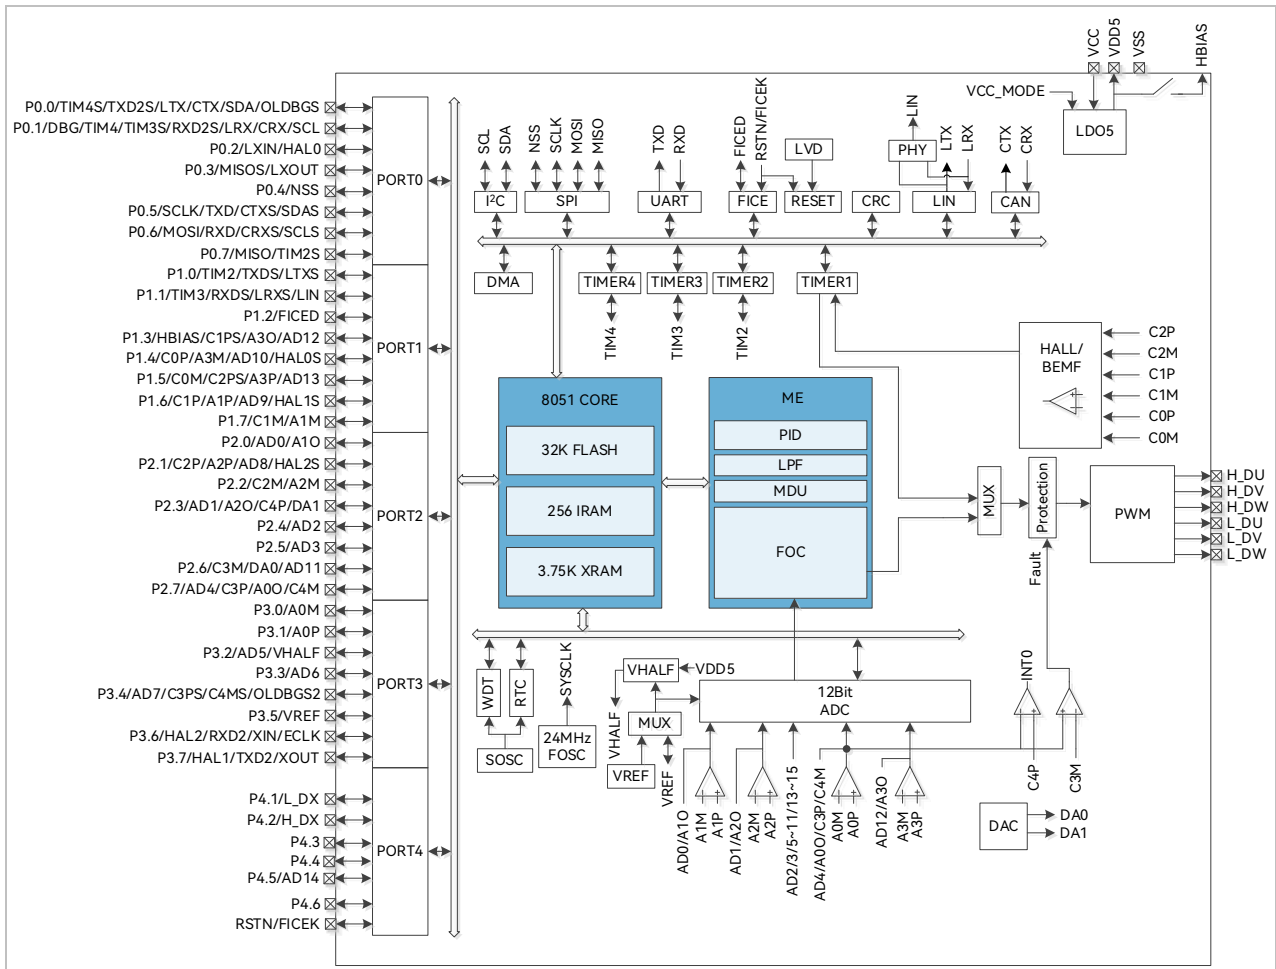 VCC
VDD5
VSS
HBIAS
VCC_MODE
LDO5
P0.0/TIM4S/TXD2S/LTX/CTX/SDA/OLDBGS
P0.1/DBG/TIM4/TIM3S/RXD2S/LRX/CRX/SCL
P0.2/LXIN/HAL0
P0.3/MISOS/LXOUT
P0.4/NSS
P0.5/SCLK/TXD/CTXS/SDAS
P0.6/MOSI/RXD/CRXS/SCLS
P0.7/MISO/TIM2S
PORT0
P1.0/TIM2/TXDS/LTXS
P1.1/TIM3/RXDS/LRXS/LIN
P1.2/FICED
P1.3/HBIAS/C1PS/A3O/AD12
P1.4/C0P/A3M/AD10/HAL0S
P1.5/C0M/C2PS/A3P/AD13
P1.6/C1P/A1P/AD9/HAL1S
P1.7/C1M/A1M
PORT1
P2.0/AD0/A1O
P2.1/C2P/A2P/AD8/HAL2S
P2.2/C2M/A2M
P2.3/AD1/A2O/C4P/DA1
P2.4/AD2
P2.5/AD3
P2.6/C3M/DA0/AD11
P2.7/AD4/C3P/A0O/C4M
PORT2
P3.0/A0M
P3.1/A0P
P3.2/AD5/VHALF
P3.3/AD6
P3.4/AD7/C3PS/C4MS/OLDBGS2
P3.5/VREF
P3.6/HAL2/RXD2/XIN/ECLK
P3.7/HAL1/TXD2/XOUT
PORT3
P4.1/L_DX
P4.2/H_DX
P4.3
P4.4
P4.5/AD14
P4.6
RSTN/FICEK
PORT4
SCL
SDA
NSS
SCLK
MOSI
MISO
TXD
RXD
FICED
RSTN/FICEK
LVD
LIN
PHY
LTX
LRX
CTX
CRX
I²C
SPI
UART
FICE
RESET
CRC
LIN
CAN
DMA
TIMER4
TIMER3
TIMER2
TIMER1
TIM4
TIM3
TIM2
HALL/
BEMF
C2P
C2M
C1P
C1M
C0P
C0M
8051 CORE
32K FLASH
256 IRAM
3.75K XRAM
ME
PID
LPF
MDU
FOC
MUX
Protection
Fault
PWM
H_DU
H_DV
H_DW
L_DU
L_DV
L_DW
WDT
RTC
SOSC
SYSCLK
24MHz
FOSC
VHALF
VDD5
VHALF
MUX
VREF
VREF
12Bit
ADC
AD0/A1O
A1M
A1P
AD1/A2O
A2M
A2P
AD2/3/5~11/13~15
AD4/A0O/C3P/C4M
A0M
A0P
AD12/A3O
A3M
A3P
INT0
C4P
C3M
DAC
DA0
DA1